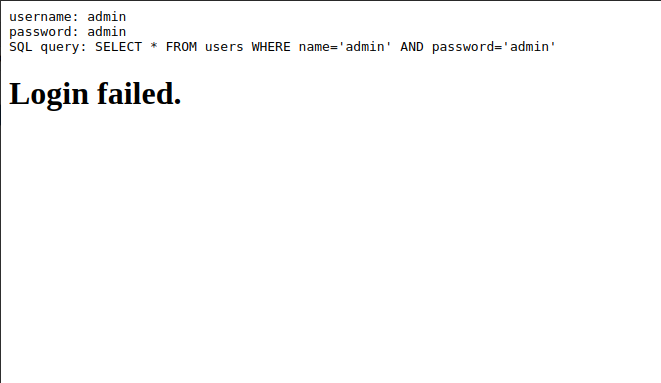 username: admin
password: admin
SQL query: SELECT * FROM users WHERE name='admin' AND password='admin'
Login failed.